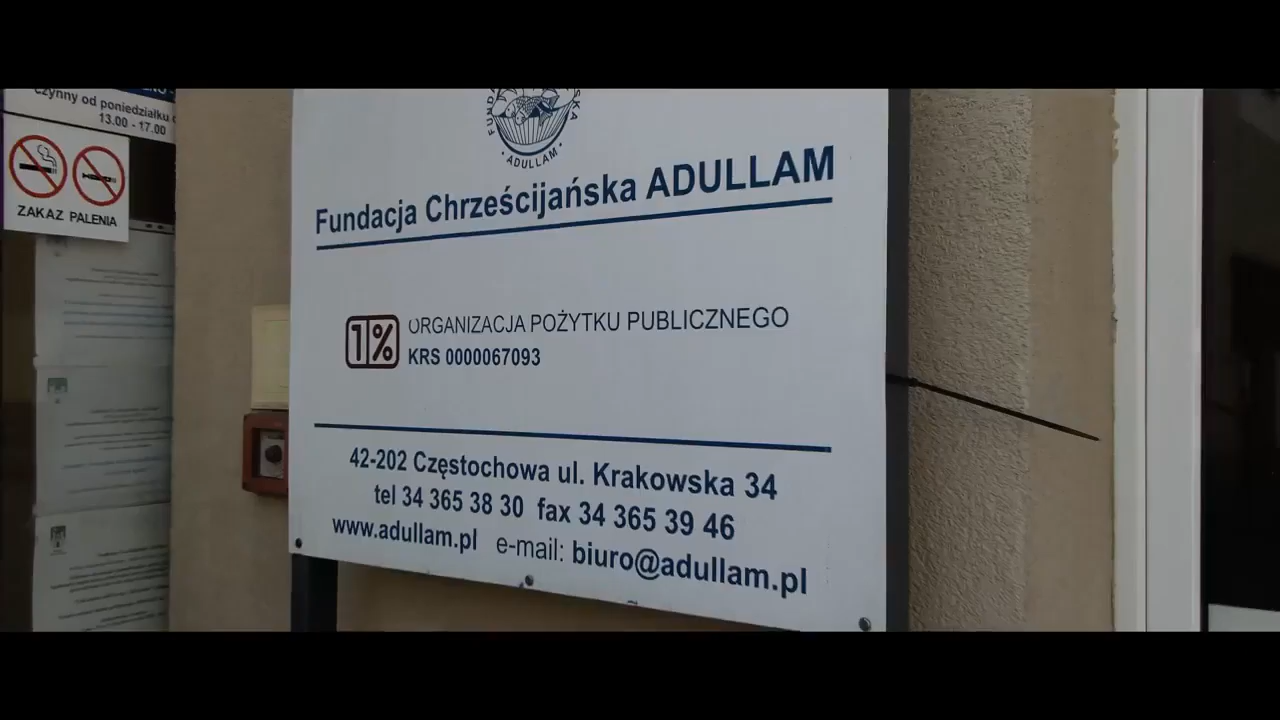 czynny od poniedziałku
13.00 - 17.00
ZAKAZ PALENIA
ADULLAM
Fundacja Chrześcijańska ADULLAM
1% ORGANIZACJA POŻYTKU PUBLICZNEGO
KRS 0000067093
42-202 Częstochowa ul. Krakowska 34
tel 34 365 38 30 fax 34 365 39 46
www.adullam.pl e-mail: biuro@adullam.pl